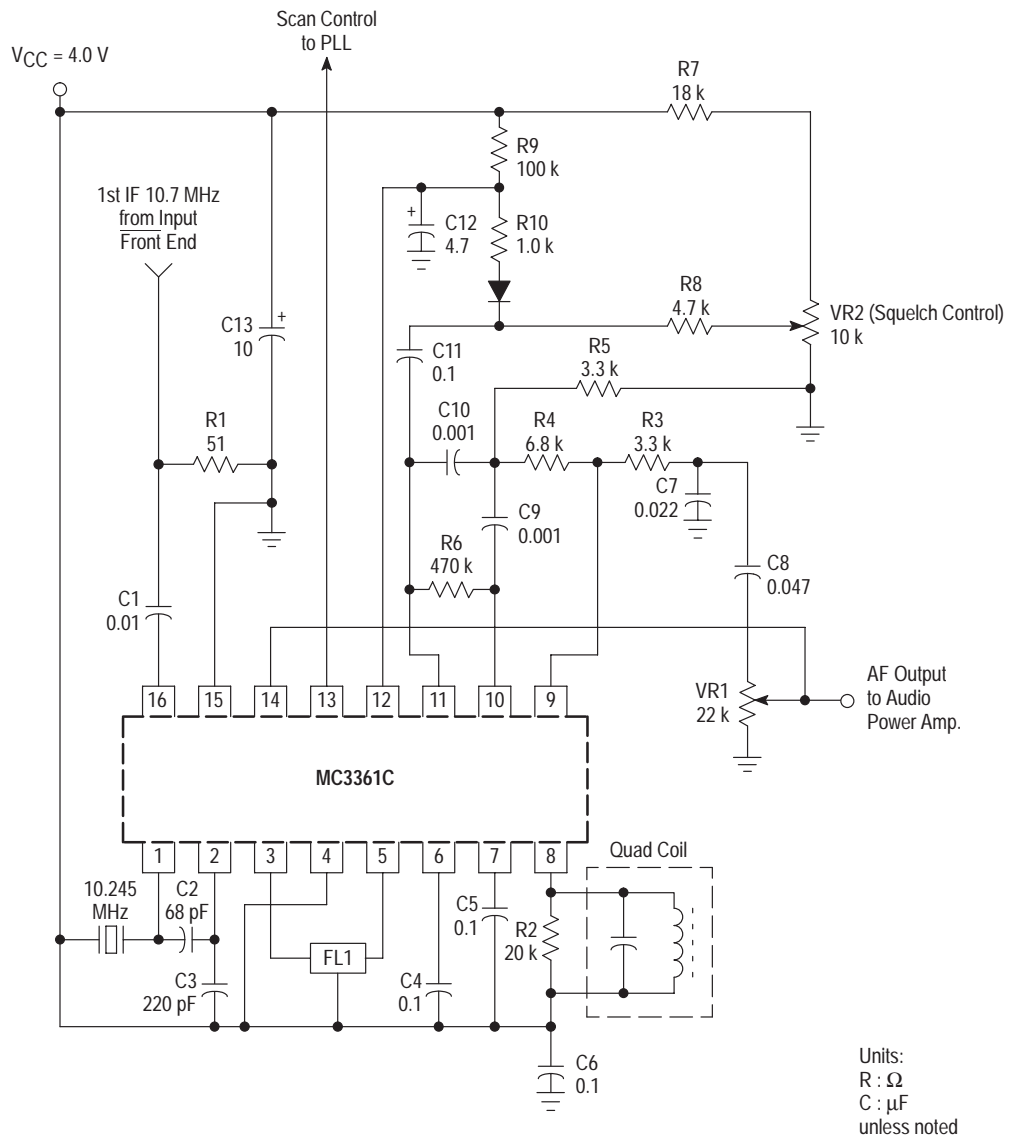 Scan Control
to PLL
VCC = 4.0 V
R7
18 k
R9
100 k
1st IF 10.7 MHz
from Input
Front End
+
C12
4.7
R10
1.0 k
R8
4.7 k
VR2 (Squelch Control)
10 k
C13
10
+
C11
0.1
R5
3.3 k
C10
0.001
R4
6.8 k
R3
3.3 k
R1
51
C7
0.022
C9
0.001
R6
470 k
C8
0.047
C1
0.01
AF Output
to Audio
Power Amp.
VR1
22 k
16
15
14
13
12
11
10
9
MC3361C
1
2
3
4
5
6
7
8
Quad Coil
10.245
MHz
C2
68 pF
C5
0.1
R2
20 k
FL1
C3
220 pF
C4
0.1
C6
0.1
Units:
R : Ω
C : µF
unless noted